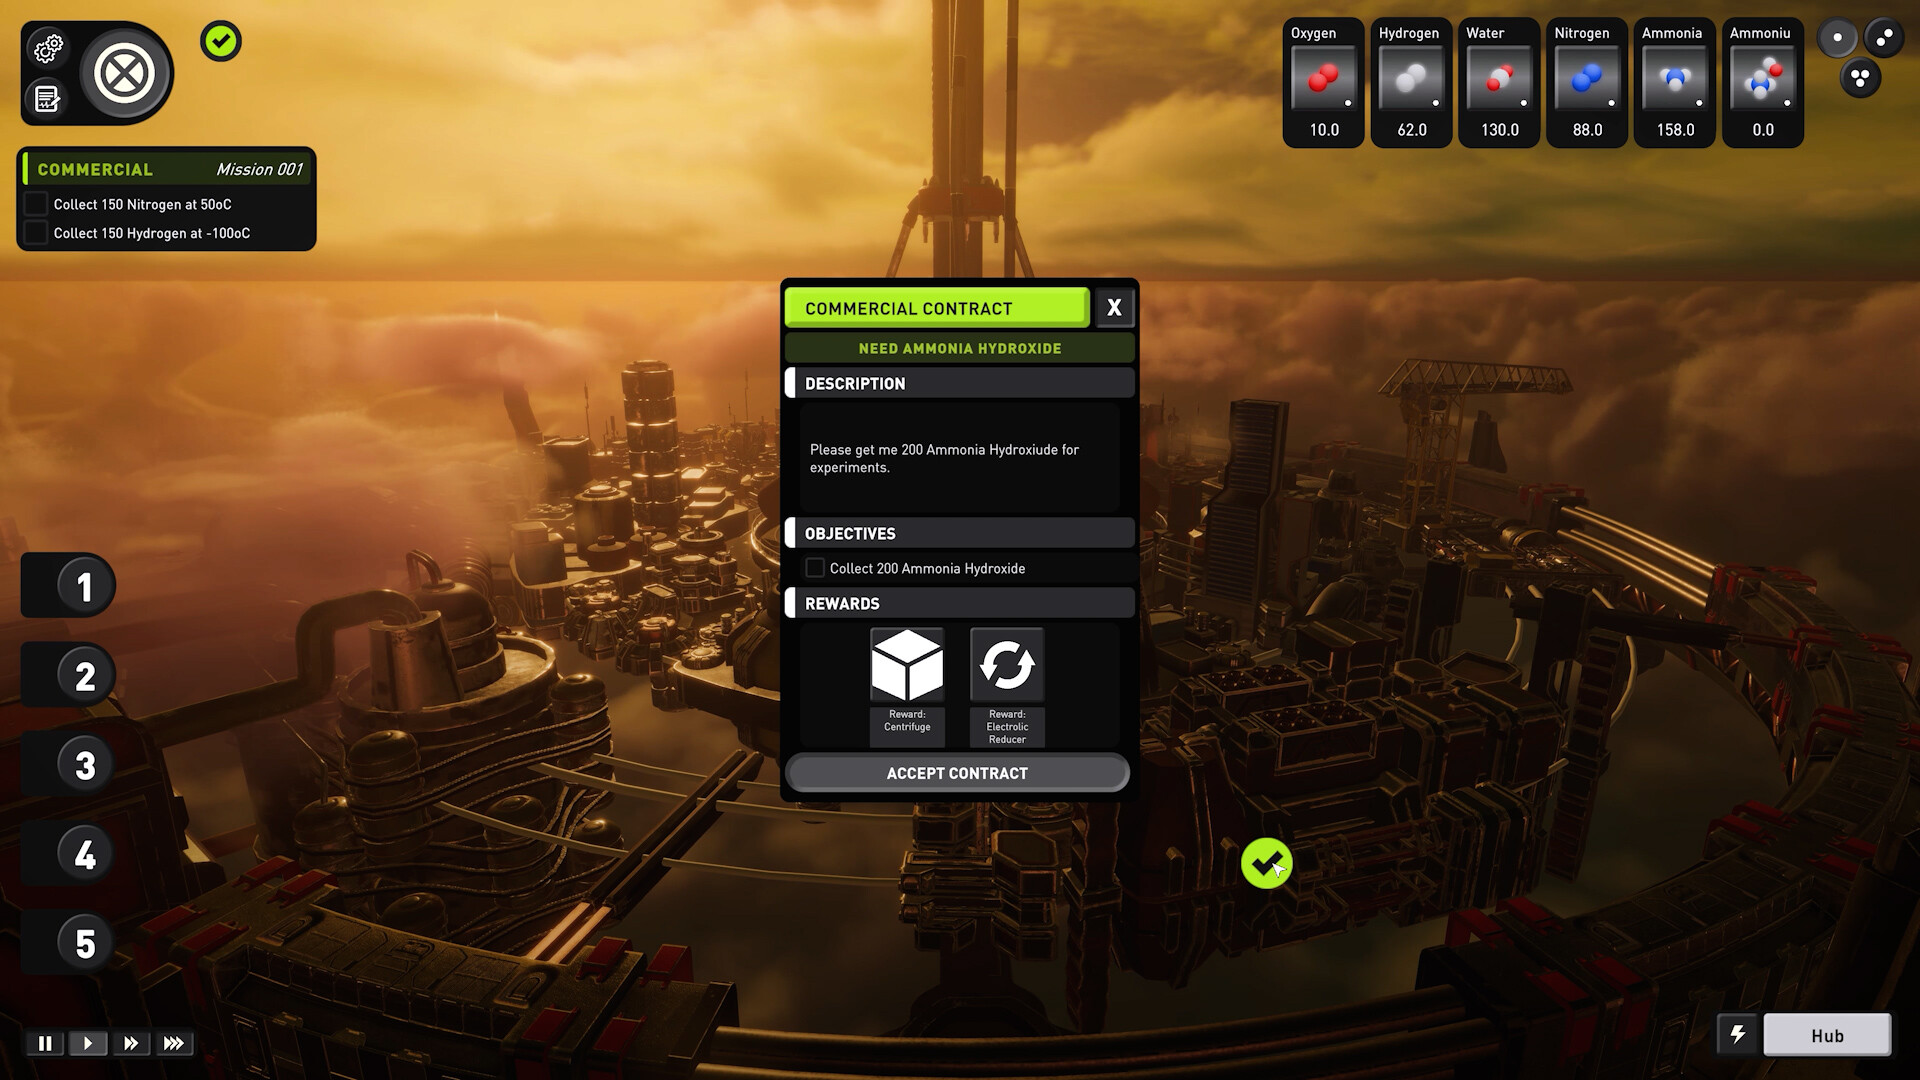 Oxygen
Hydrogen
Water
Nitrogen
Ammonia
Ammoniu
10.0
62.0
130.0
88.0
158.0
0.0
COMMERCIAL
Mission 001
Collect 150 Nitrogen at 50oC
Collect 150 Hydrogen at -100oC
COMMERCIAL CONTRACT
X
NEED AMMONIA HYDROXIDE
DESCRIPTION
Please get me 200 Ammonia Hydroxiude for
experiments.
OBJECTIVES
Collect 200 Ammonia Hydroxide
REWARDS
Reward:
Centrifuge
Reward:
Electrolic
Reducer
ACCEPT CONTRACT
1
2
3
4
5
Hub